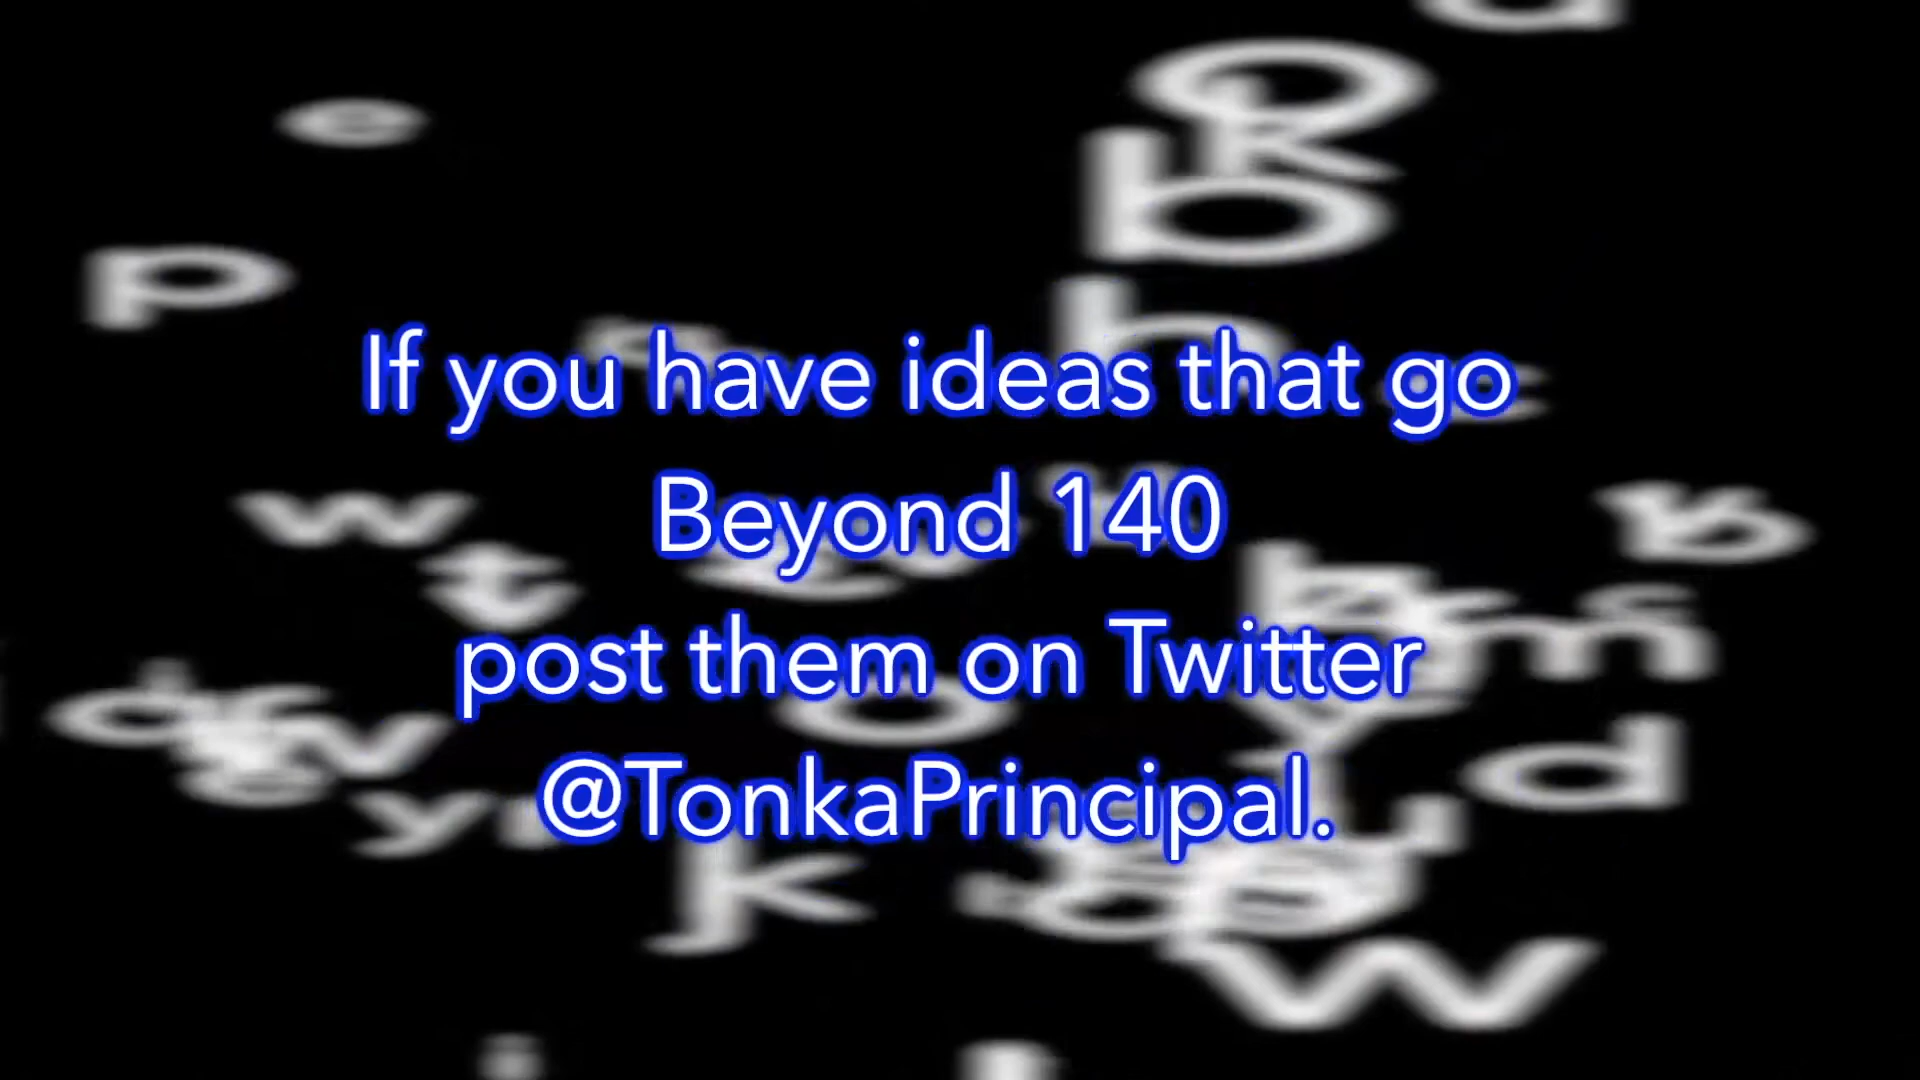 If you have ideas that go
Beyond 140
post them on Twitter
@TonkaPrincipal.